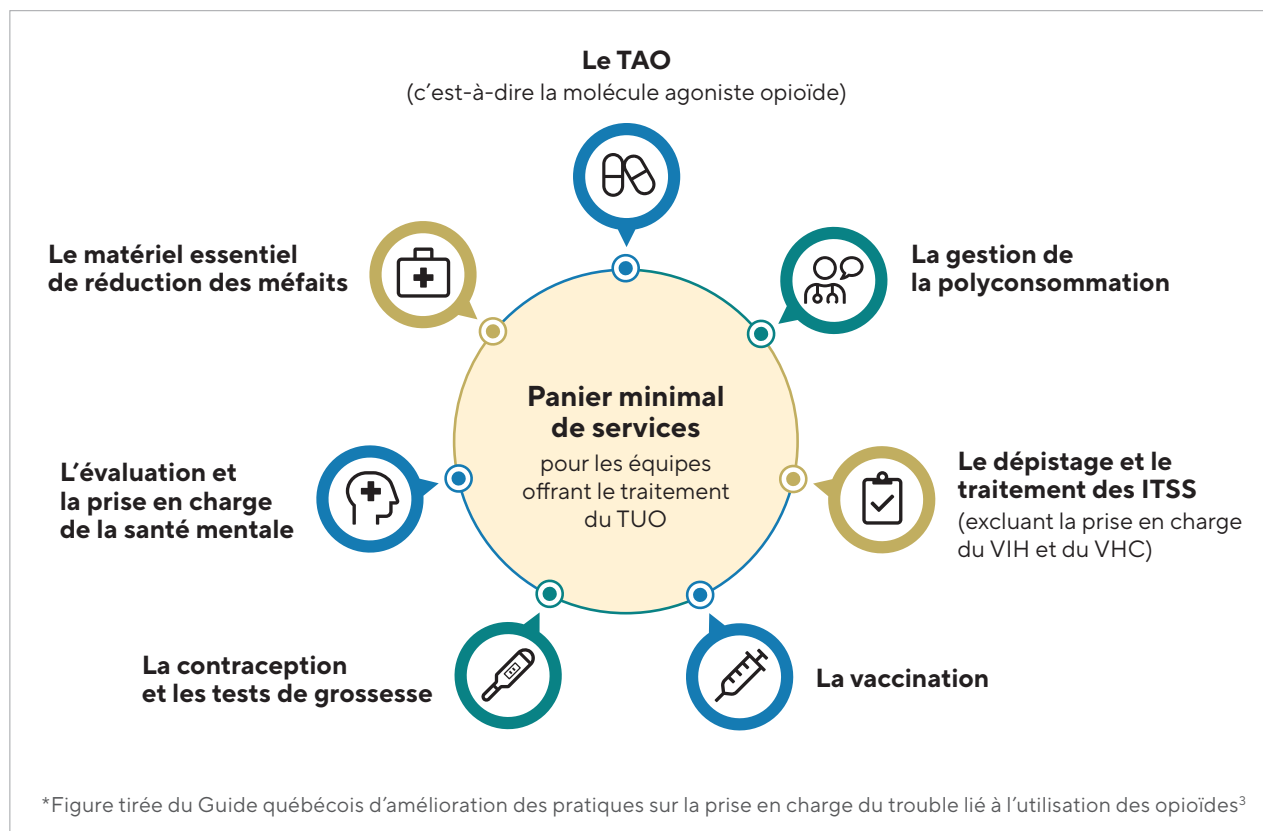 Le TAO
(c'est-à-dire la molécule agoniste opioïde)
Le matériel essentiel
de réduction des méfaits
La gestion de
la polyconsommation
Panier minimal
de services
pour les équipes
offrant le traitement
du TUO
L'évaluation et
la prise en charge
de la santé mentale
Le dépistage et le
traitement des ITSS
(excluant la prise en charge
du VIH et du VHC)
La contraception
et les tests de grossesse
La vaccination
*Figure tirée du Guide québécois d'amélioration des pratiques sur la prise en charge du trouble lié à l'utilisation des opioïdes³